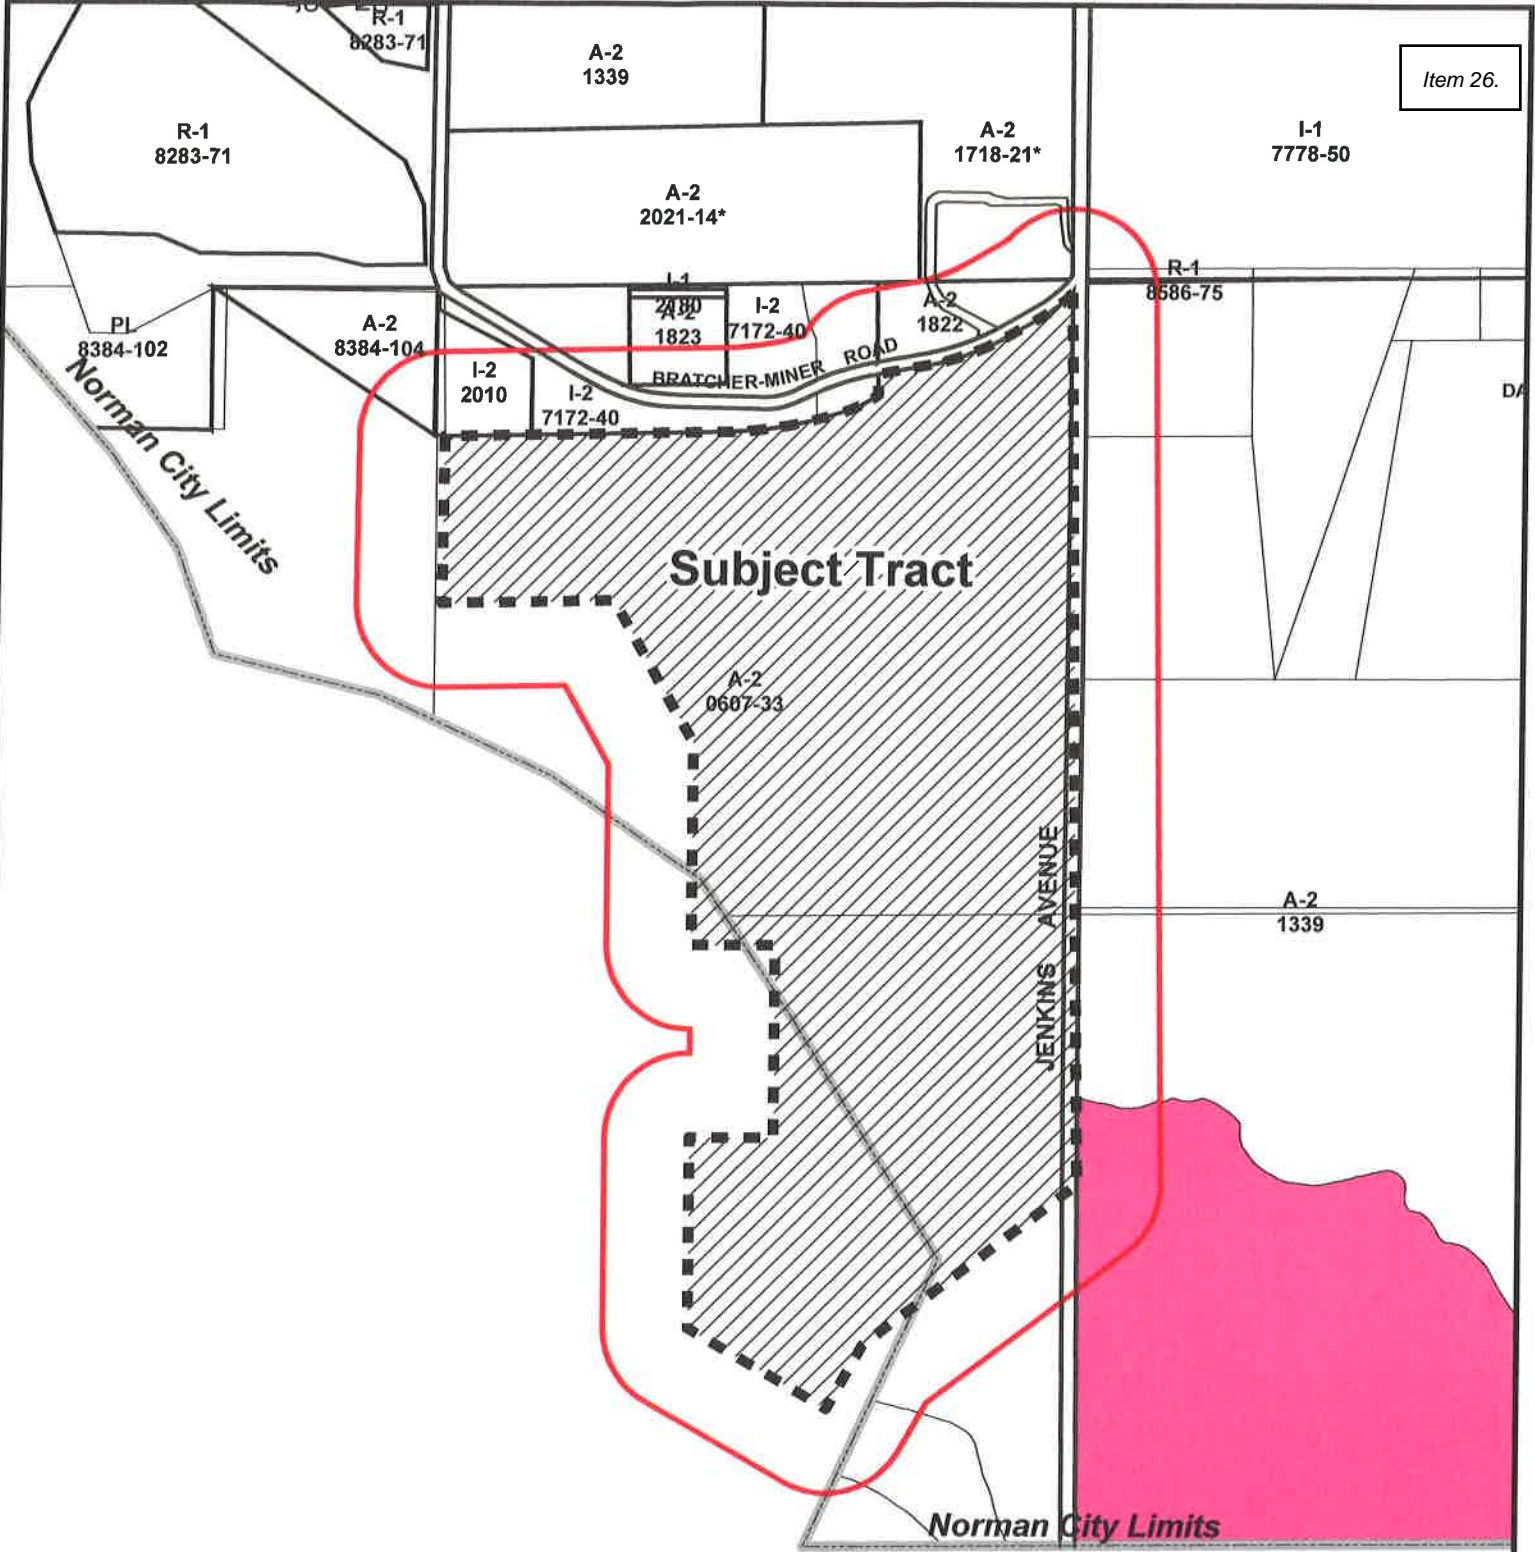 R-1
8283-71
A-2
1339
Item 26.
R-1
8283-71
A-2
1718-21*
I-1
7778-50
A-2
2021-14*
R-1
8586-75
I-1
2180
A-2
1823
I-2
7172-40
A-2
1822
PL
8384-102
A-2
8384-104
I-2
2010
I-2
7172-40
BRATCHER-MINER ROAD
Norman City Limits
Subject Tract
A-2
0607-33
JENKINS AVENUE
A-2
1339
Norman City Limits